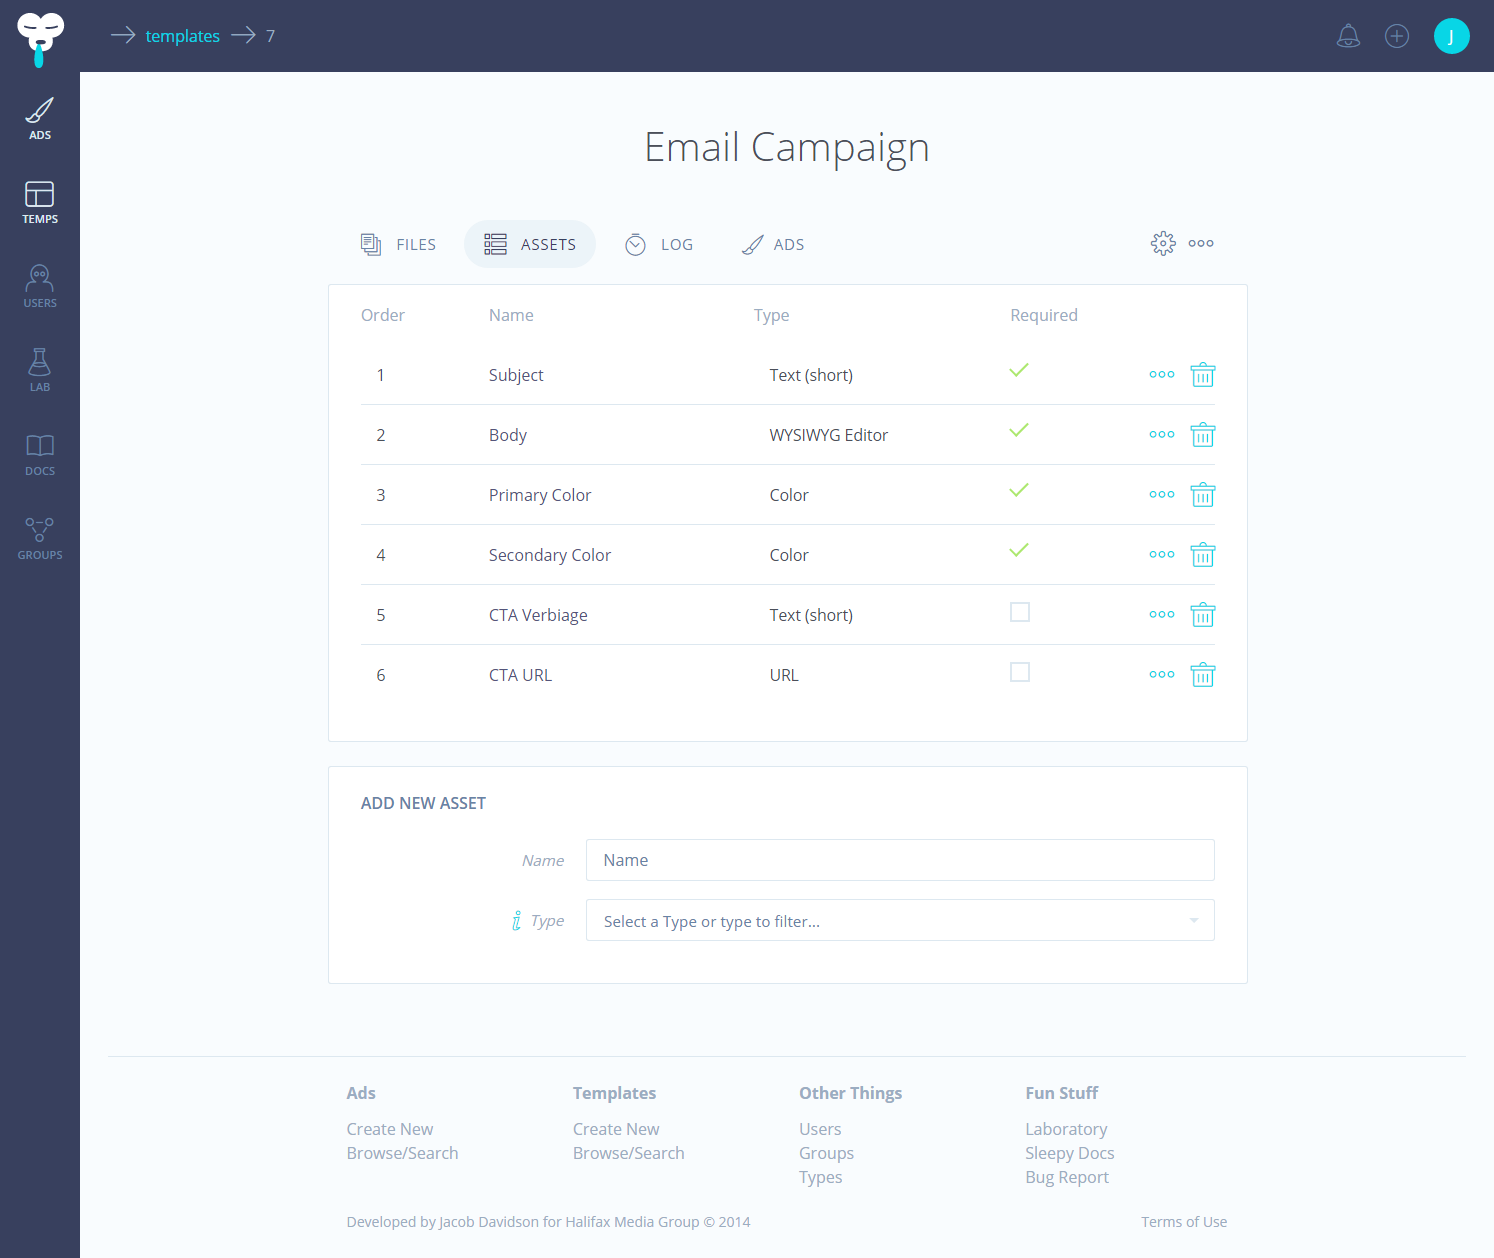 templates 7
J
ADS
TEMPS
USERS
LAB
DOCS
GROUPS
Email Campaign
FILES ASSETS LOG ADS
Order Name Type Required
1 Subject Text (short)
2 Body WYSIWYG Editor
3 Primary Color Color
4 Secondary Color Color
5 CTA Verbiage Text (short)
6 CTA URL URL
ADD NEW ASSET
Name Name
i Type Select a Type or type to filter...
Ads Templates Other Things Fun Stuff
Create New Create New Users Laboratory
Browse/Search Browse/Search Groups Sleepy Docs
Types Bug Report
Developed by Jacob Davidson for Halifax Media Group © 2014 Terms of Use